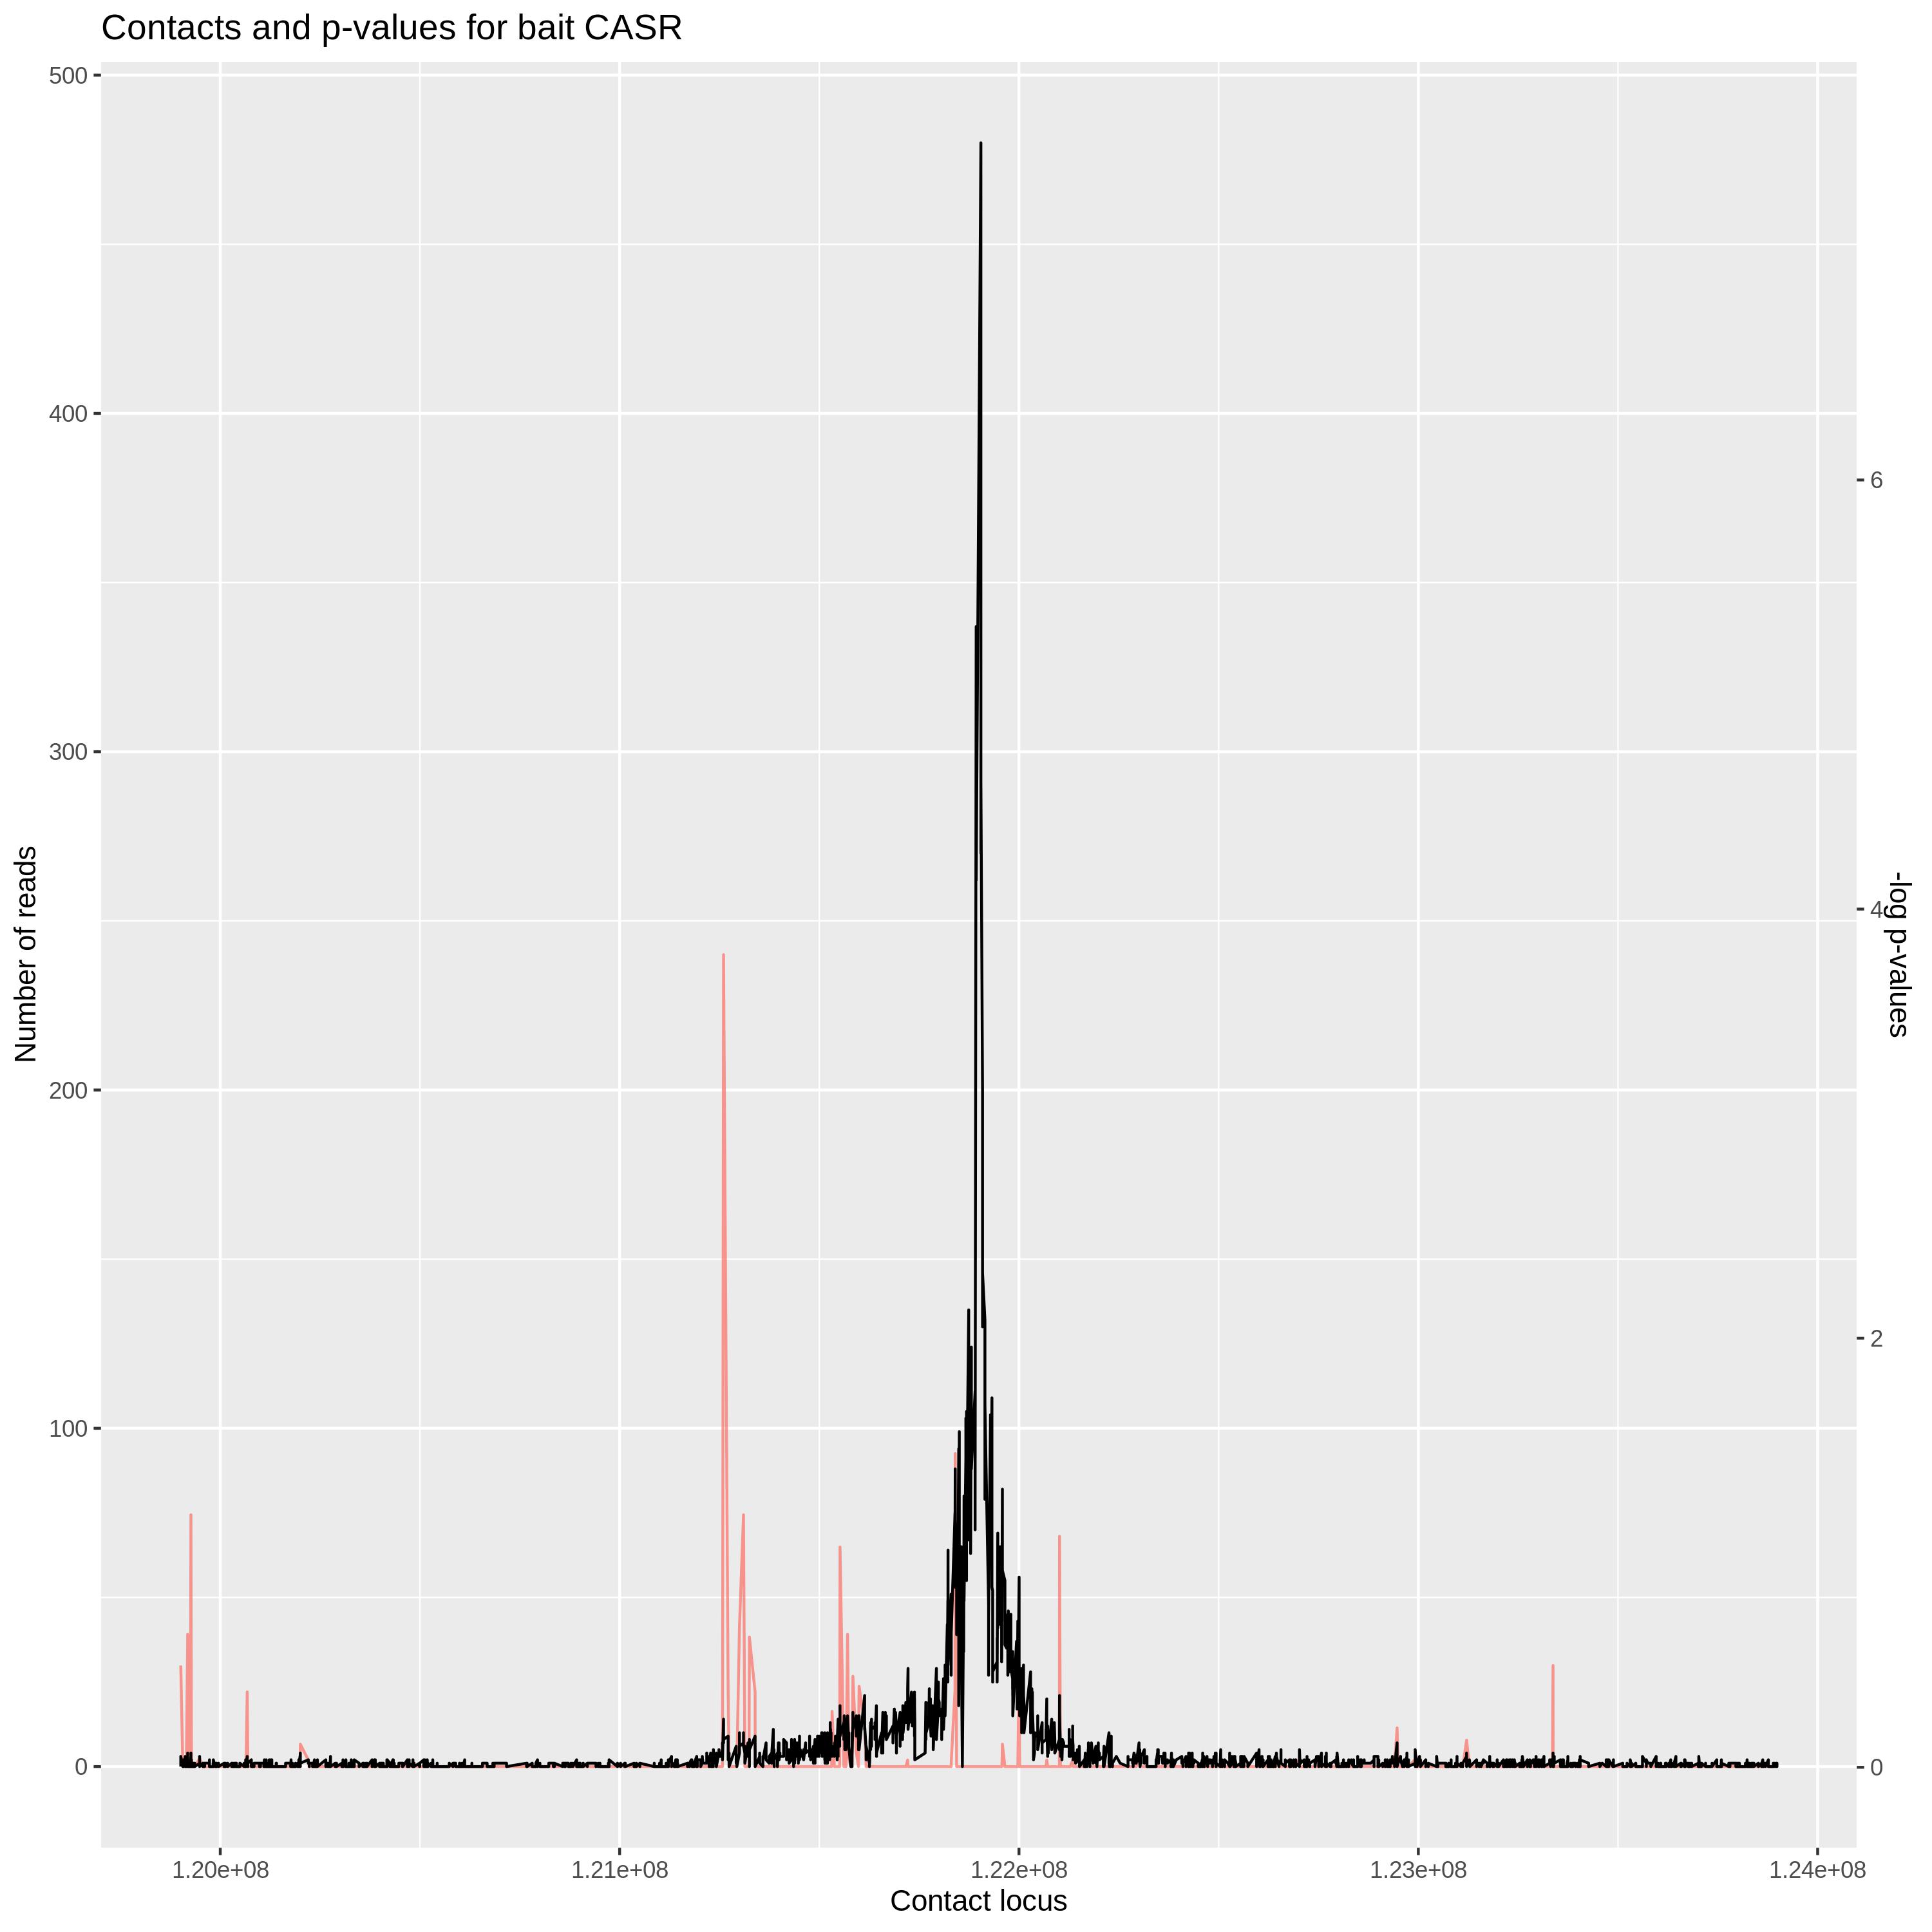 Contacts and p-values for bait CASR
500
400
300
200
100
0
Number of reads
6
4
2
0
-log p-values
1.20e+08
1.21e+08
1.22e+08
1.23e+08
1.24e+08
Contact locus